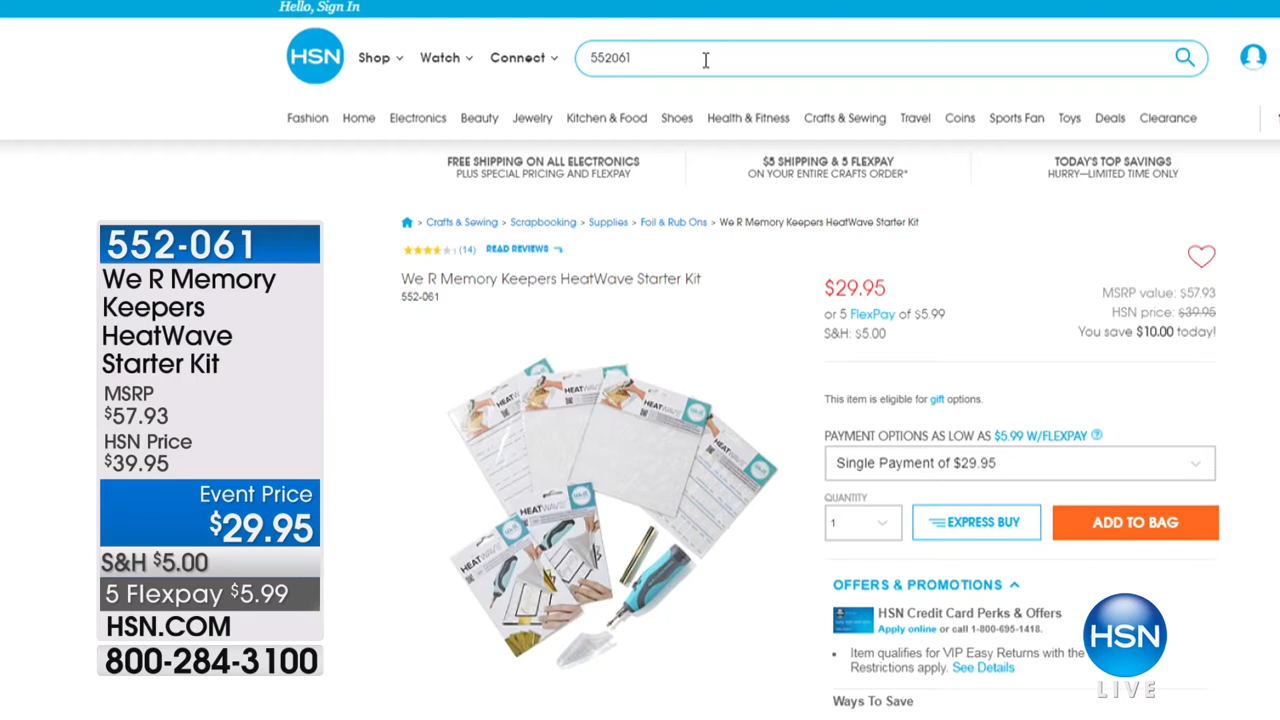 Hello, Sign In
HSN
Shop
Watch
Connect
552061
Fashion
Home
Electronics
Beauty
Jewelry
Kitchen & Food
Shoes
Health & Fitness
Crafts & Sewing
Travel
Coins
Sports Fan
Toys
Deals
Clearance
FREE SHIPPING ON ALL ELECTRONICS
PLUS SPECIAL PRICING AND FLEXPAY
$5 SHIPPING & 5 FLEXPAY
ON YOUR ENTIRE CRAFTS ORDER*
TODAY'S TOP SAVINGS
HURRY—LIMITED TIME ONLY
552-061
We R Memory
Keepers
HeatWave
Starter Kit
MSRP
$57.93
HSN Price
$39.95
Event Price
$29.95
S&H $5.00
5 Flexpay $5.99
HSN.COM
800-284-3100
> Crafts & Sewing > Scrapbooking > Supplies > Foil & Rub Ons > We R Memory Keepers HeatWave Starter Kit
(14) READ REVIEWS
We R Memory Keepers HeatWave Starter Kit
552-061
HEATWAVE
HEATWAVE
HEATWAVE
HEATWAVE
HEATWAVE
HEATWAVE
$29.95
or 5 FlexPay of $5.99
S&H: $5.00
MSRP value: $57.93
HSN price: $39.95
You save $10.00 today!
This item is eligible for gift options.
PAYMENT OPTIONS AS LOW AS $5.99 W/FLEXPAY ?
Single Payment of $29.95
QUANTITY
1
EXPRESS BUY
ADD TO BAG
OFFERS & PROMOTIONS
HSN Credit Card Perks & Offers
Apply online or call 1-800-695-1418.
• Item qualifies for VIP Easy Returns with the
Restrictions apply. See Details
Ways To Save
HSN
LIVE